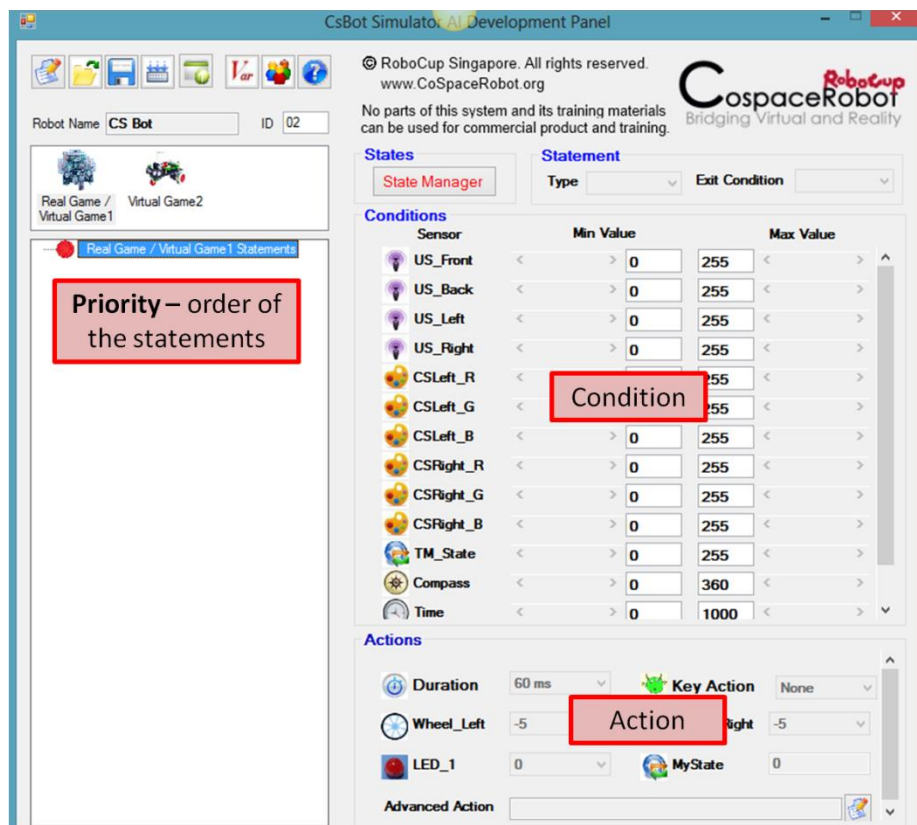 CsBot Simulator AI Development Panel
© RoboCup Singapore. All rights reserved.
www.CoSpaceRobot.org
No parts of this system and its training materials
can be used for commercial product and training.
RoboCup
CospaceRobot
Bridging Virtual and Reality
Var
Robot Name CS Bot ID 02
Real Game /
Virtual Game1
Virtual Game2
Real Game / Virtual Game1 Statements
Priority – order of
the statements
States
State Manager
Statement
Type Exit Condition
Conditions
Sensor Min Value Max Value
US_Front 0 255
US_Back 0 255
US_Left 0 255
US_Right 0 255
CSLeft_R 255
CSLeft_G 255
Condition
CSLeft_B 0 255
CSRight_R 0 255
CSRight_G 0 255
CSRight_B 0 255
TM_State 0 255
Compass 0 360
Time 0 1000
Actions
Duration 60 ms Key Action None
Wheel_Left -5 Right -5
Action
LED_1 0 MyState 0
Advanced Action